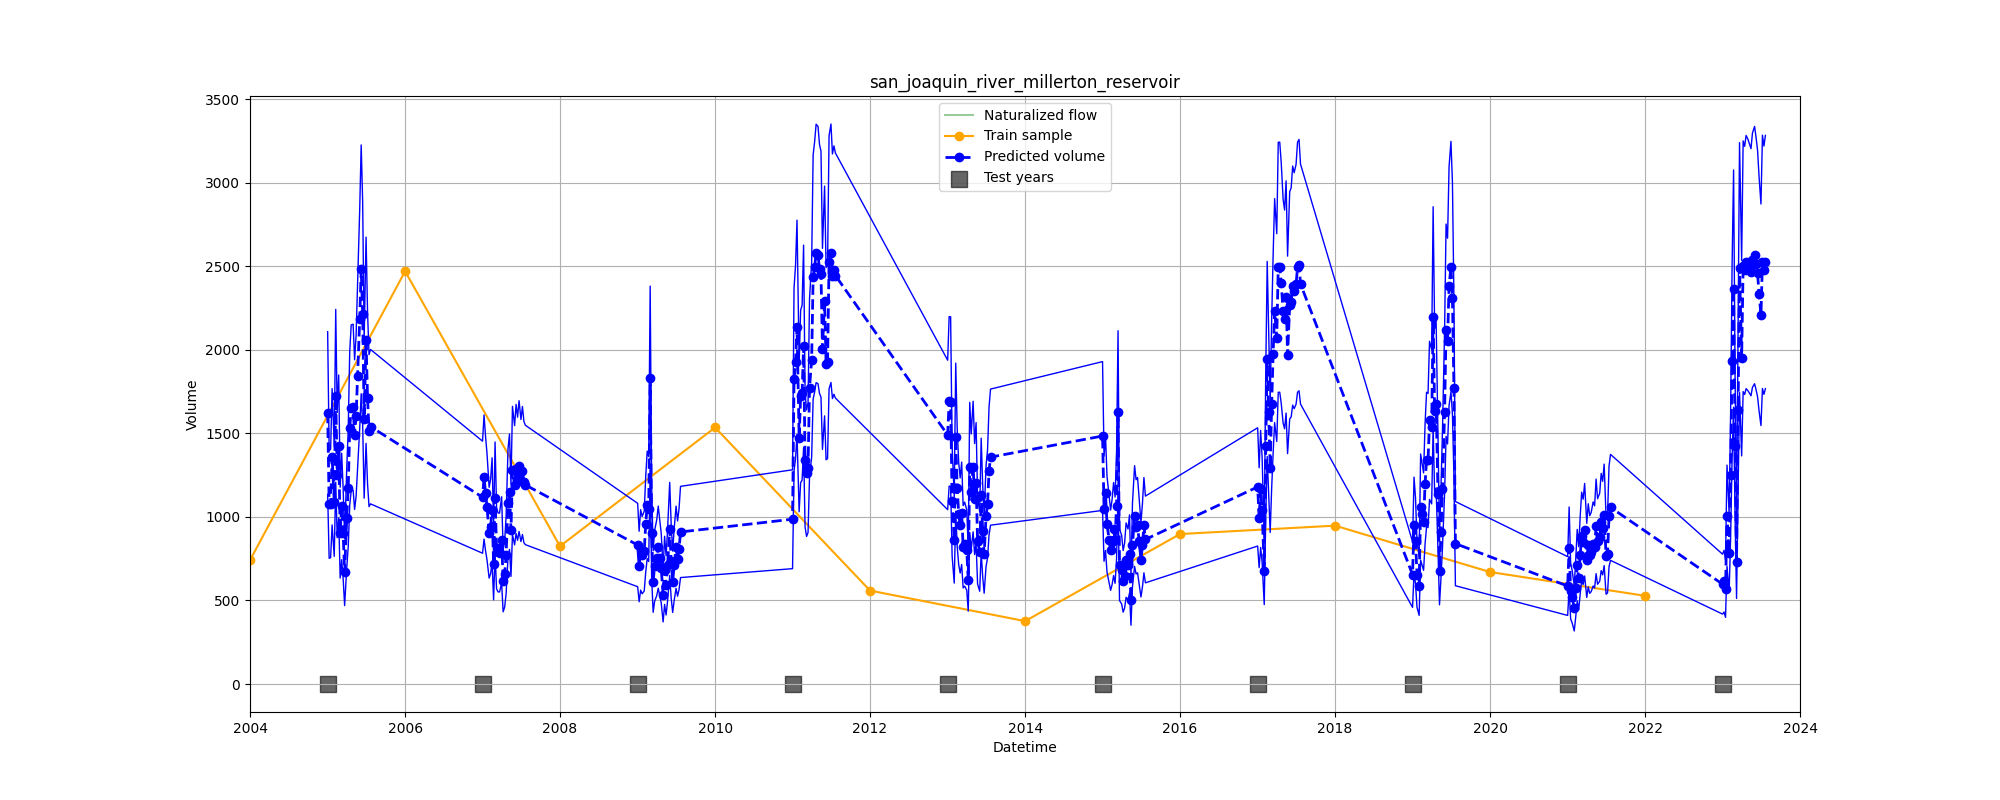 san_joaquin_river_millerton_reservoir
3500
3000
2500
2000
1500
1000
500
0
Volume
Naturalized flow
Train sample
Predicted volume
Test years
2004 2006 2008 2010 2012 2014 2016 2018 2020 2022 2024
Datetime